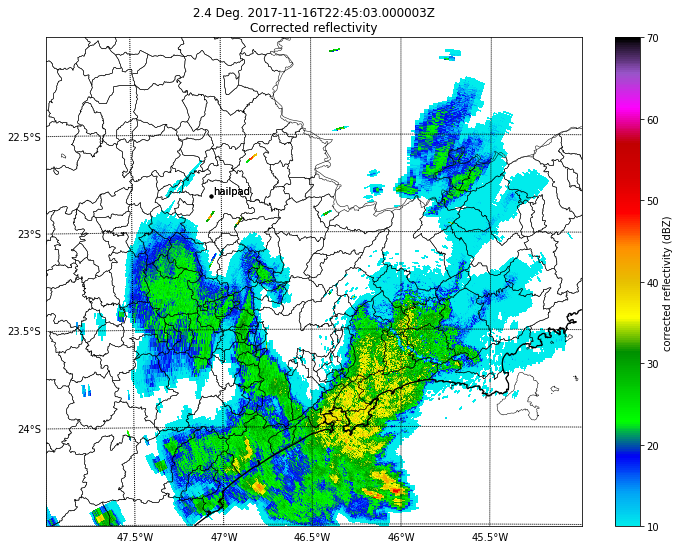 2.4 Deg. 2017-11-16T22:45:03.000003Z
Corrected reflectivity
70
60
50
40
30
20
10
corrected reflectivity (dBZ)
22.5°S
23°S
23.5°S
24°S
hailpad
47.5°W
47°W
46.5°W
46°W
45.5°W